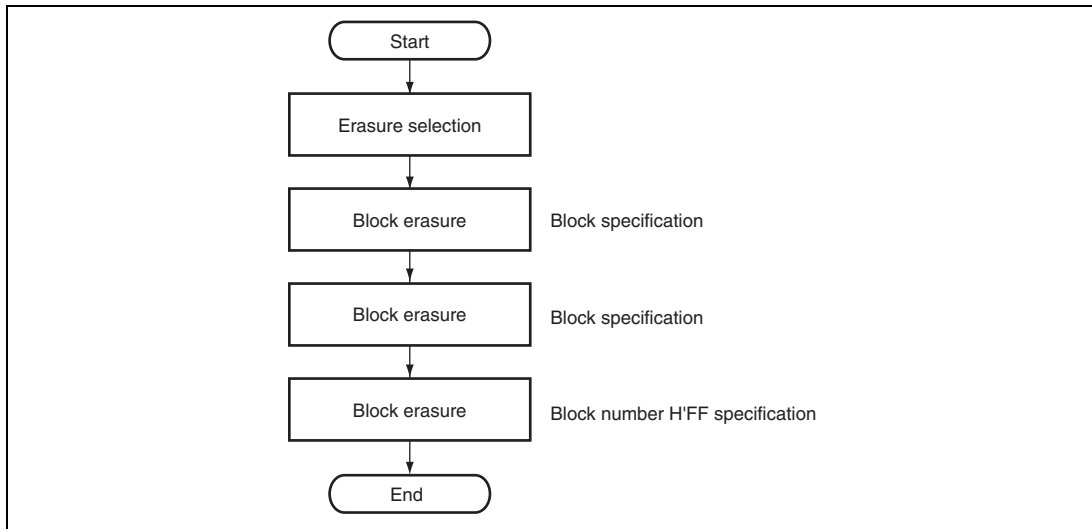 Start
Erasure selection
Block erasure
Block specification
Block erasure
Block specification
Block erasure
Block number H'FF specification
End